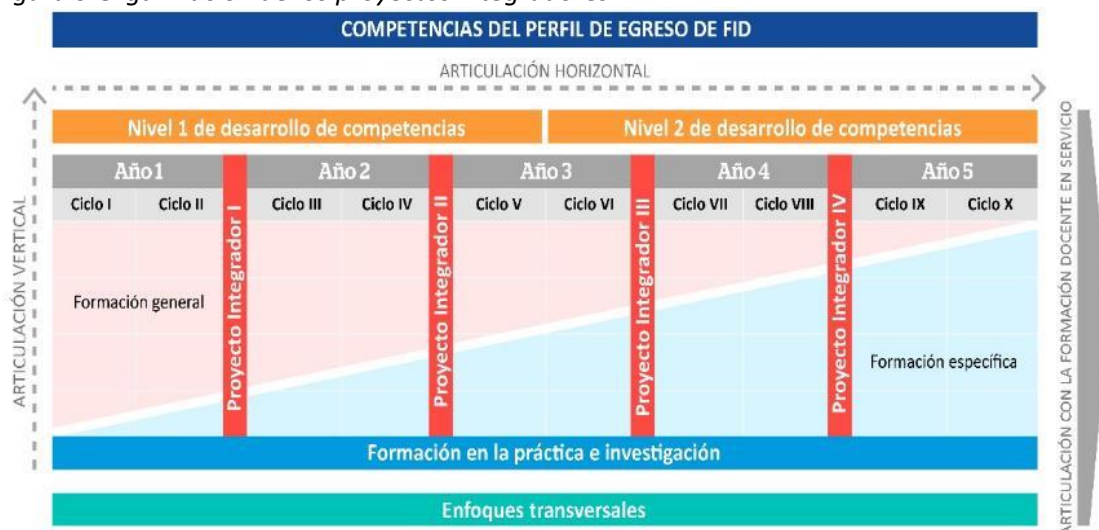 COMPETENCIAS DEL PERFIL DE EGRESO DE FID
ARTICULACIÓN HORIZONTAL
Nivel 1 de desarrollo de competencias
Nivel 2 de desarrollo de competencias
Año 1
Año 2
Año 3
Año 4
Año 5
Ciclo I
Ciclo II
Ciclo III
Ciclo IV
Ciclo V
Ciclo VI
Ciclo VII
Ciclo VIII
Ciclo IX
Ciclo X
Proyecto Integrador I
Proyecto Integrador II
Proyecto Integrador III
Proyecto Integrador IV
ARTICULACIÓN VERTICAL
Formación general
Formación específica
ARTICULACIÓN CON LA FORMACIÓN DOCENTE EN SERVICIO
Formación en la práctica e investigación
Enfoques transversales